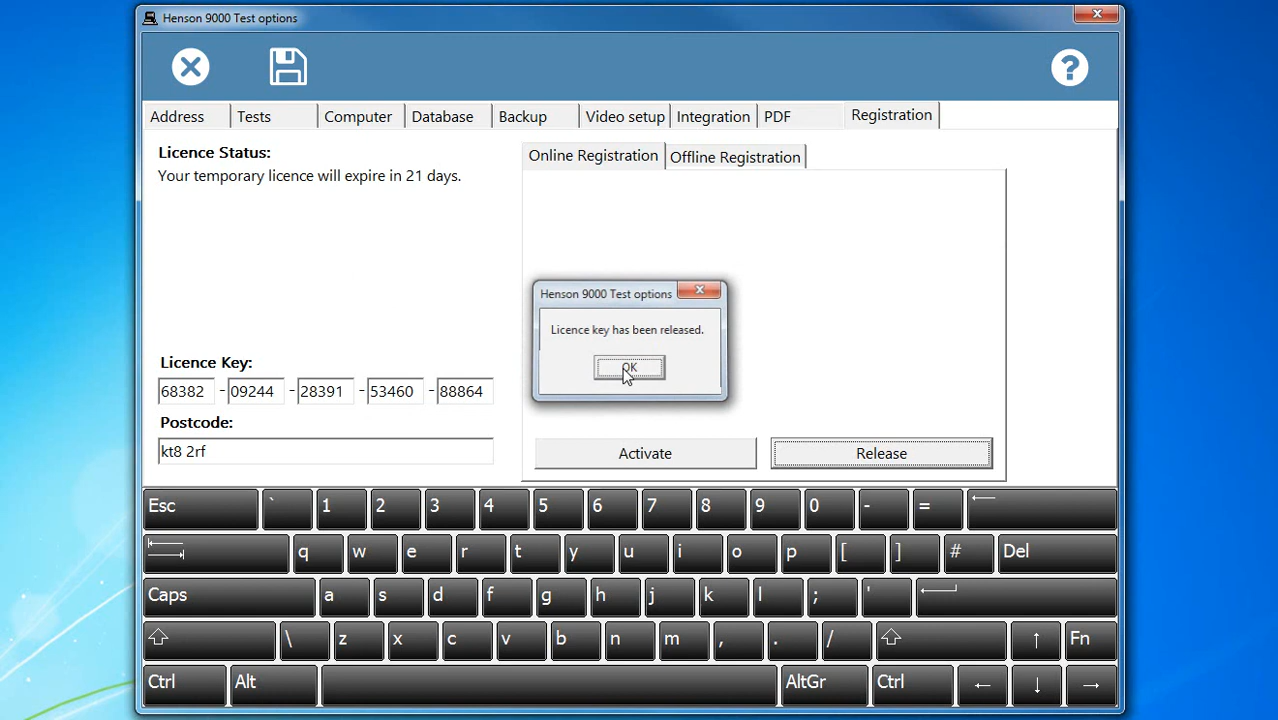 Henson 9000 Test options
Address Tests Computer Database Backup Video setup Integration PDF Registration
Licence Status:
Your temporary licence will expire in 21 days.
Online Registration Offline Registration
Henson 9000 Test options
Licence key has been released.
OK
Licence Key:
68382 - 09244 - 28391 - 53460 - 88864
Postcode:
kt8 2rf
Activate Release
Esc ` 1 2 3 4 5 6 7 8 9 0 - =
q w e r t y u i o p [ ] # Del
Caps a s d f g h j k l ; '
\ z x c v b n m , . / Fn
Ctrl Alt AltGr Ctrl